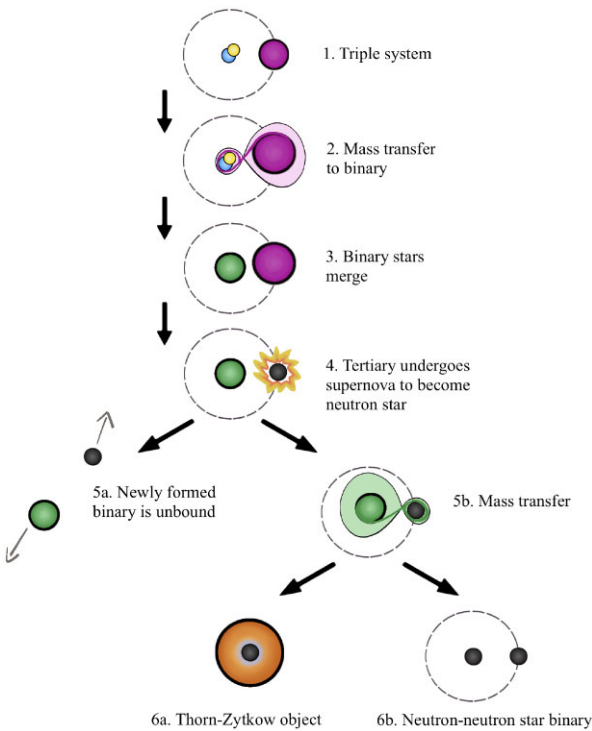 1. Triple system
2. Mass transfer
to binary
3. Binary stars
merge
4. Tertiary undergoes
supernova to become
neutron star
5a. Newly formed
binary is unbound
5b. Mass transfer
6a. Thorn-Zytkow object
6b. Neutron-neutron star binary